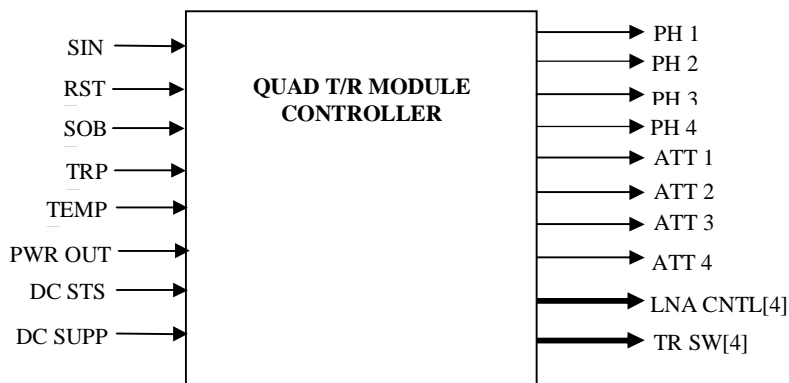 SIN
RST
SOB
TRP
TEMP
PWR OUT
DC STS
DC SUPP
QUAD T/R MODULE
CONTROLLER
PH 1
PH 2
PH 3
PH 4
ATT 1
ATT 2
ATT 3
ATT 4
LNA CNTL[4]
TR SW[4]